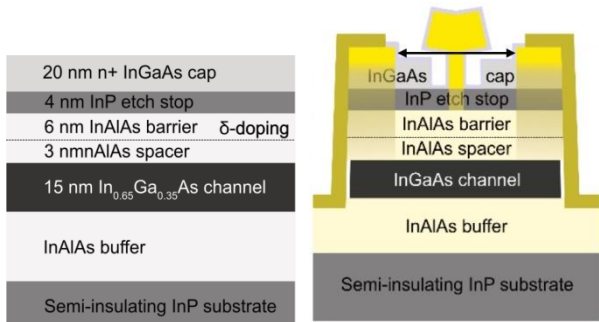 20 nm n+ InGaAs cap
4 nm InP etch stop
6 nm InAlAs barrier δ-doping
3 nmnAlAs spacer
15 nm In₀.₆₅Ga₀.₃₅As channel
InAlAs buffer
Semi-insulating InP substrate
InGaAs cap
InP etch stop
InAlAs barrier
InAlAs spacer
InGaAs channel
InAlAs buffer
Semi-insulating InP substrate